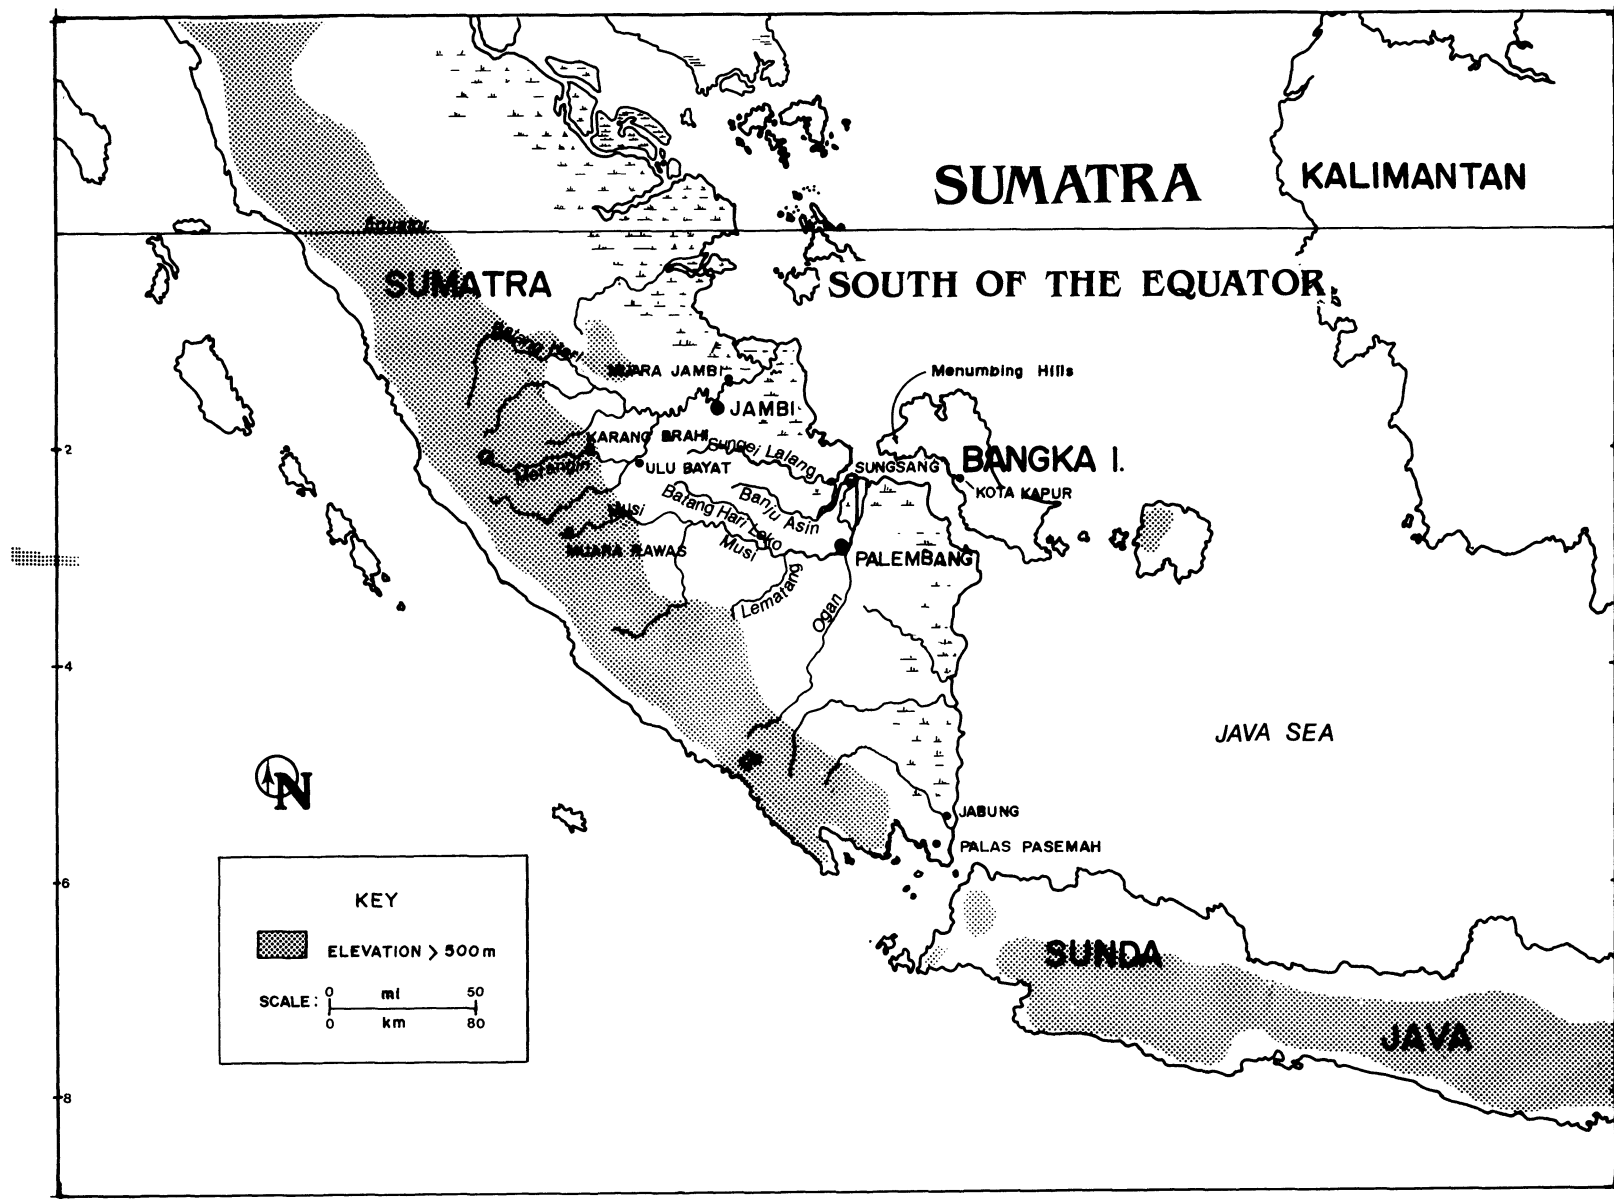 SUMATRA
KALIMANTAN
Equator
SUMATRA
SOUTH OF THE EQUATOR
Batang Hari
MUARA JAMBI
Menumbing Hills
JAMBI
KARANG BRAHI
Sungei Lalang
2
Merangin
ULU BAYAT
SUNGSANG
BANGKA I.
KOTA KAPUR
Musi
Batang Hari Leko
Banju Asin
MUARA RAWAS
Musi
PALEMBANG
Lematang
Ogan
4
JAVA SEA
N
JABUNG
PALAS PASEMAH
6
KEY
ELEVATION > 500 m
SCALE: 0 mi 50
0 km 80
SUNDA
JAVA
8